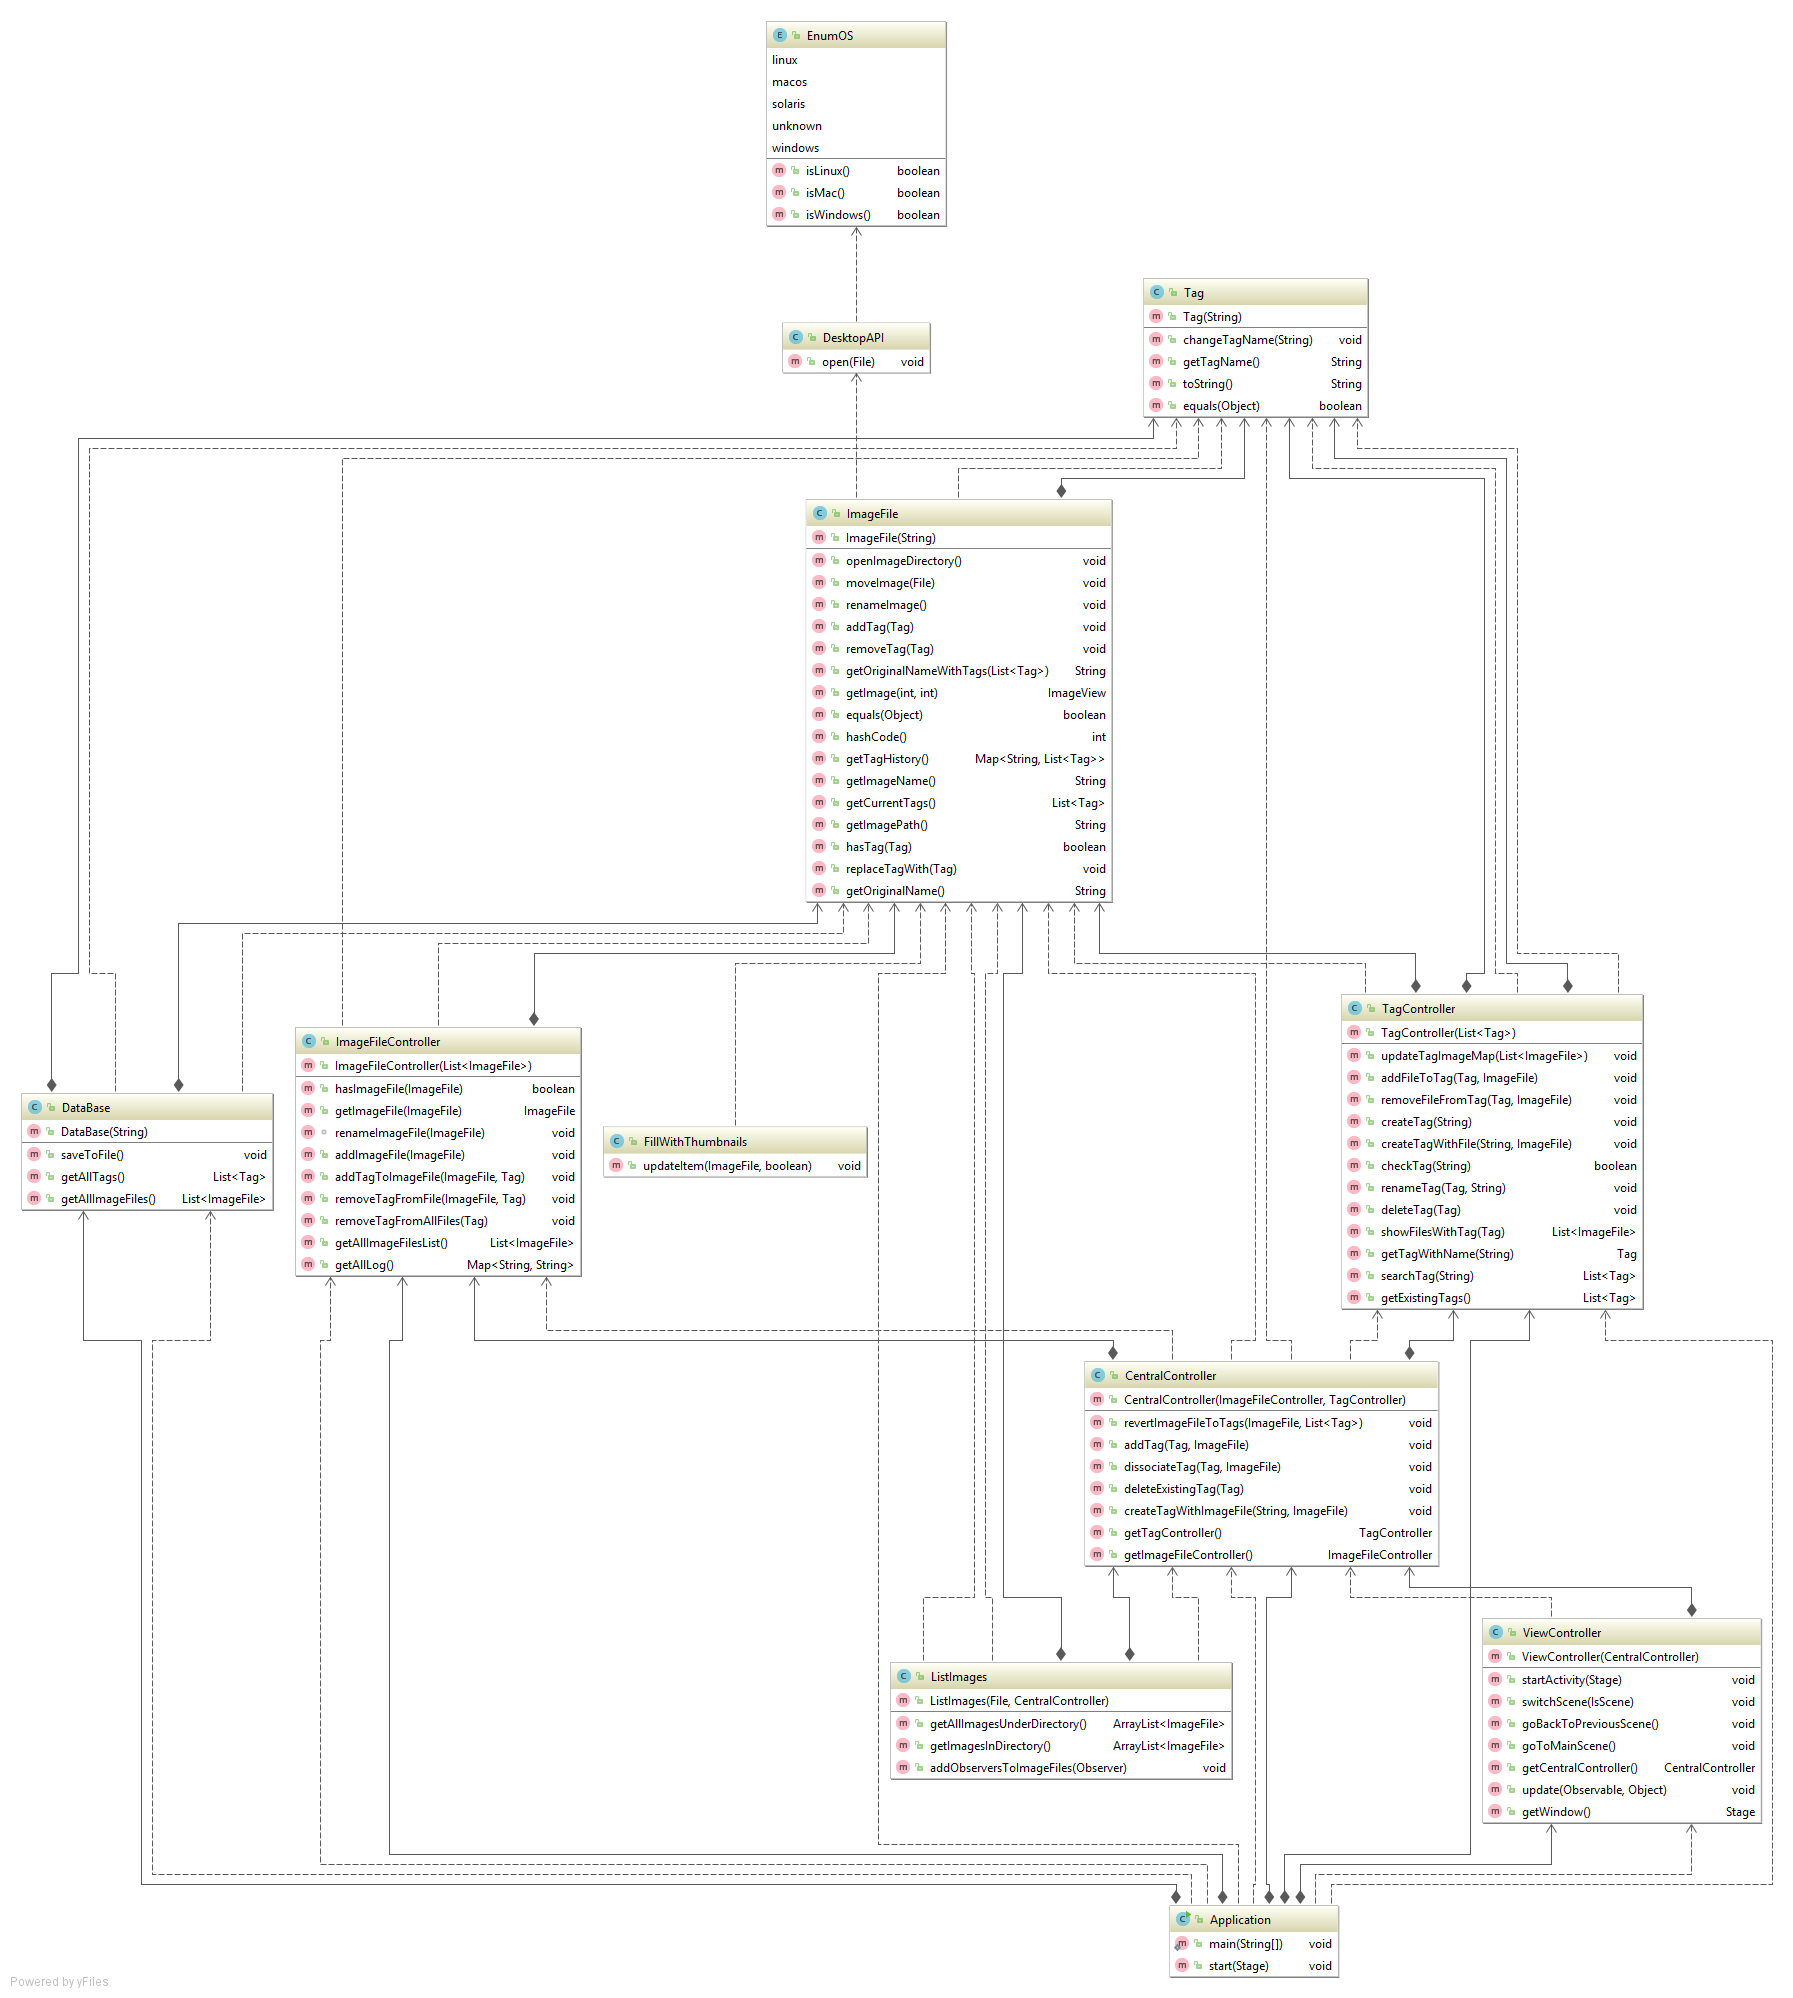 E EnumOS
linux
macos
solaris
unknown
windows
m isLinux() boolean
m isMac() boolean
m isWindows() boolean
C Tag
m Tag(String)
m changeTagName(String) void
m getTagName() String
m toString() String
m equals(Object) boolean
C DesktopAPI
m open(File) void
C ImageFile
m ImageFile(String)
m openImageDirectory() void
m moveImage(File) void
m renameImage() void
m addTag(Tag) void
m removeTag(Tag) void
m getOriginalNameWithTags(List<Tag>) String
m getImage(int, int) ImageView
m equals(Object) boolean
m hashCode() int
m getTagHistory() Map<String, List<Tag>>
m getImageName() String
m getCurrentTags() List<Tag>
m getImagePath() String
m hasTag(Tag) boolean
m replaceTagWith(Tag) void
m getOriginalName() String
C TagController
m TagController(List<Tag>)
m updateTagImageMap(List<ImageFile>) void
m addFileToTag(Tag, ImageFile) void
m removeFileFromTag(Tag, ImageFile) void
m createTag(String) void
m createTagWithFile(String, ImageFile) void
m checkTag(String) boolean
m renameTag(Tag, String) void
m deleteTag(Tag) void
m showFilesWithTag(Tag) List<ImageFile>
m getTagWithName(String) Tag
m searchTag(String) List<Tag>
m getExistingTags() List<Tag>
C ImageFileController
m ImageFileController(List<ImageFile>)
m hasImageFile(ImageFile) boolean
m getImageFile(ImageFile) ImageFile
m renameImageFile(ImageFile) void
m addImageFile(ImageFile) void
m addTagToImageFile(ImageFile, Tag) void
m removeTagFromFile(ImageFile, Tag) void
m removeTagFromAllFiles(Tag) void
m getAllImageFilesList() List<ImageFile>
m getAllLog() Map<String, String>
C DataBase
m DataBase(String)
m saveToFile() void
m getAllTags() List<Tag>
m getAllImageFiles() List<ImageFile>
C FillWithThumbnails
m updateItem(ImageFile, boolean) void
C CentralController
m CentralController(ImageFileController, TagController)
m revertImageFileToTags(ImageFile, List<Tag>) void
m addTag(Tag, ImageFile) void
m dissociateTag(Tag, ImageFile) void
m deleteExistingTag(Tag) void
m createTagWithImageFile(String, ImageFile) void
m getTagController() TagController
m getImageFileController() ImageFileController
C ListImages
m ListImages(File, CentralController)
m getAllImagesUnderDirectory() ArrayList<ImageFile>
m getImagesInDirectory() ArrayList<ImageFile>
m addObserversToImageFiles(Observer) void
C ViewController
m ViewController(CentralController)
m startActivity(Stage) void
m switchScene(IsScene) void
m goBackToPreviousScene() void
m goToMainScene() void
m getCentralController() CentralController
m update(Observable, Object) void
m getWindow() Stage
C Application
m main(String[]) void
m start(Stage) void
Powered by yFiles